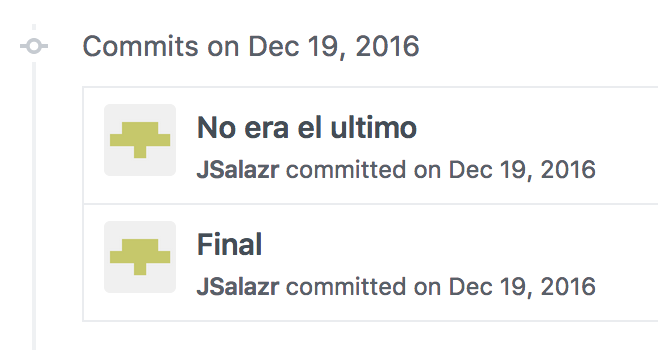 Commits on Dec 19, 2016
No era el ultimo
JSalazr committed on Dec 19, 2016
Final
JSalazr committed on Dec 19, 2016